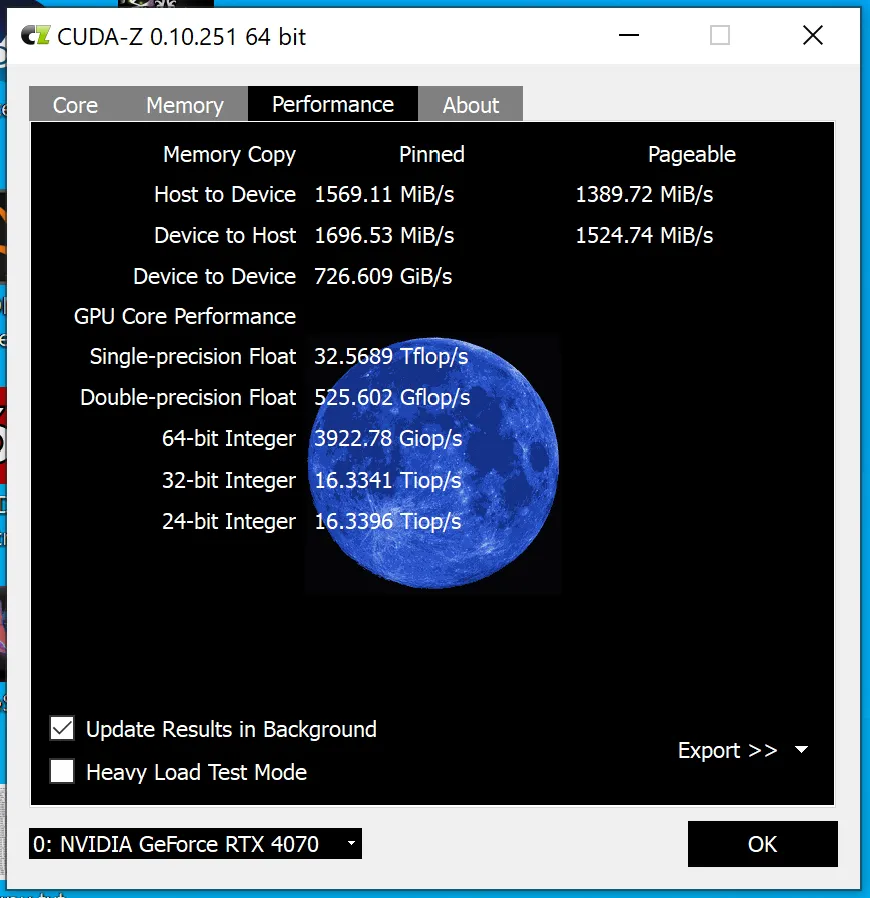 CUDA-Z 0.10.251 64 bit
Core Memory Performance About
Memory Copy Pinned Pageable
Host to Device 1569.11 MiB/s 1389.72 MiB/s
Device to Host 1696.53 MiB/s 1524.74 MiB/s
Device to Device 726.609 GiB/s
GPU Core Performance
Single-precision Float 32.5689 Tflop/s
Double-precision Float 525.602 Gflop/s
64-bit Integer 3922.78 Giop/s
32-bit Integer 16.3341 Tiop/s
24-bit Integer 16.3396 Tiop/s
Update Results in Background
Export >>
Heavy Load Test Mode
0: NVIDIA GeForce RTX 4070
OK